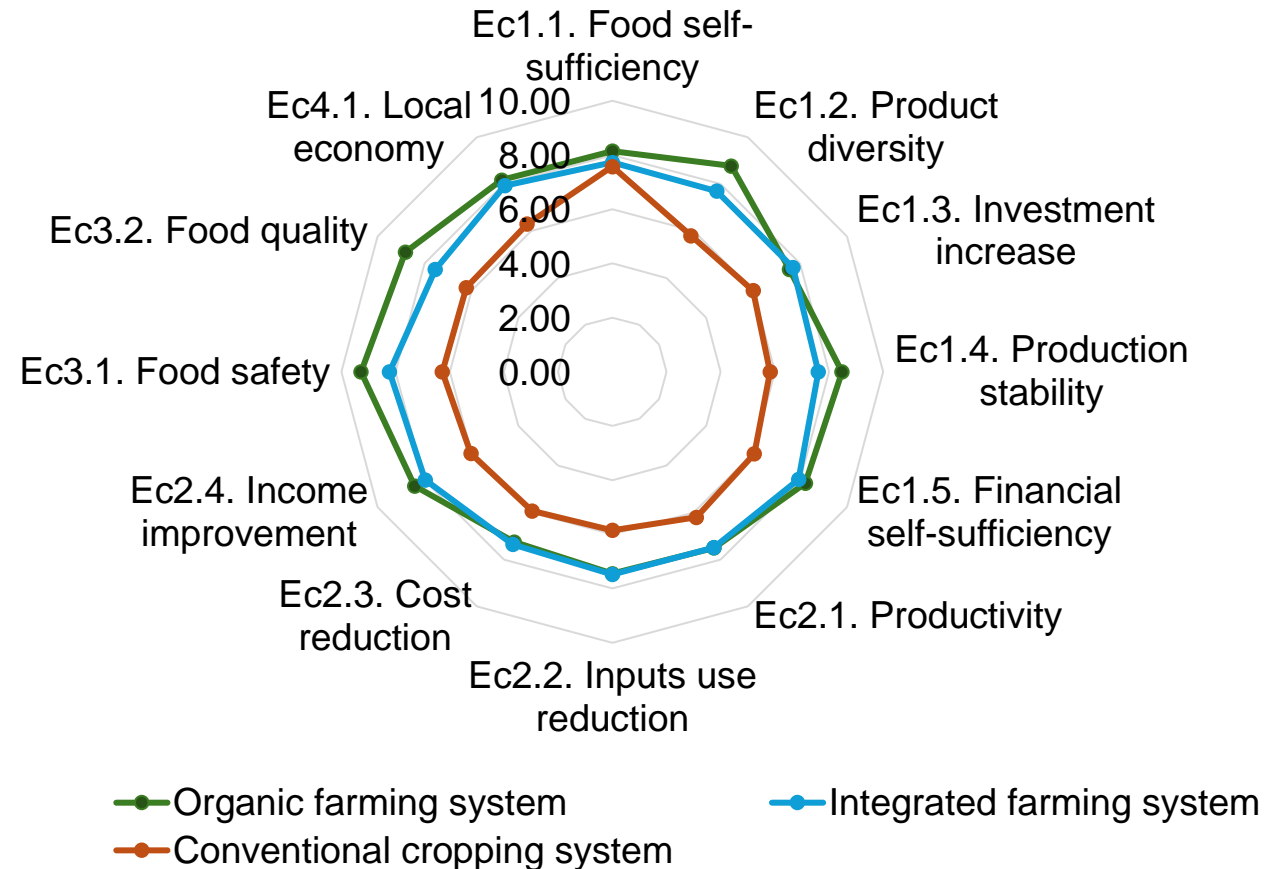 Ec1.1. Food self-
sufficiency
Ec1.2. Product
diversity
Ec1.3. Investment
increase
Ec1.4. Production
stability
Ec1.5. Financial
self-sufficiency
Ec2.1. Productivity
Ec2.2. Inputs use
reduction
Ec2.3. Cost
reduction
Ec2.4. Income
improvement
Ec3.1. Food safety
Ec3.2. Food quality
Ec4.1. Local
economy
10.00
8.00
6.00
4.00
2.00
0.00
Organic farming system
Integrated farming system
Conventional cropping system